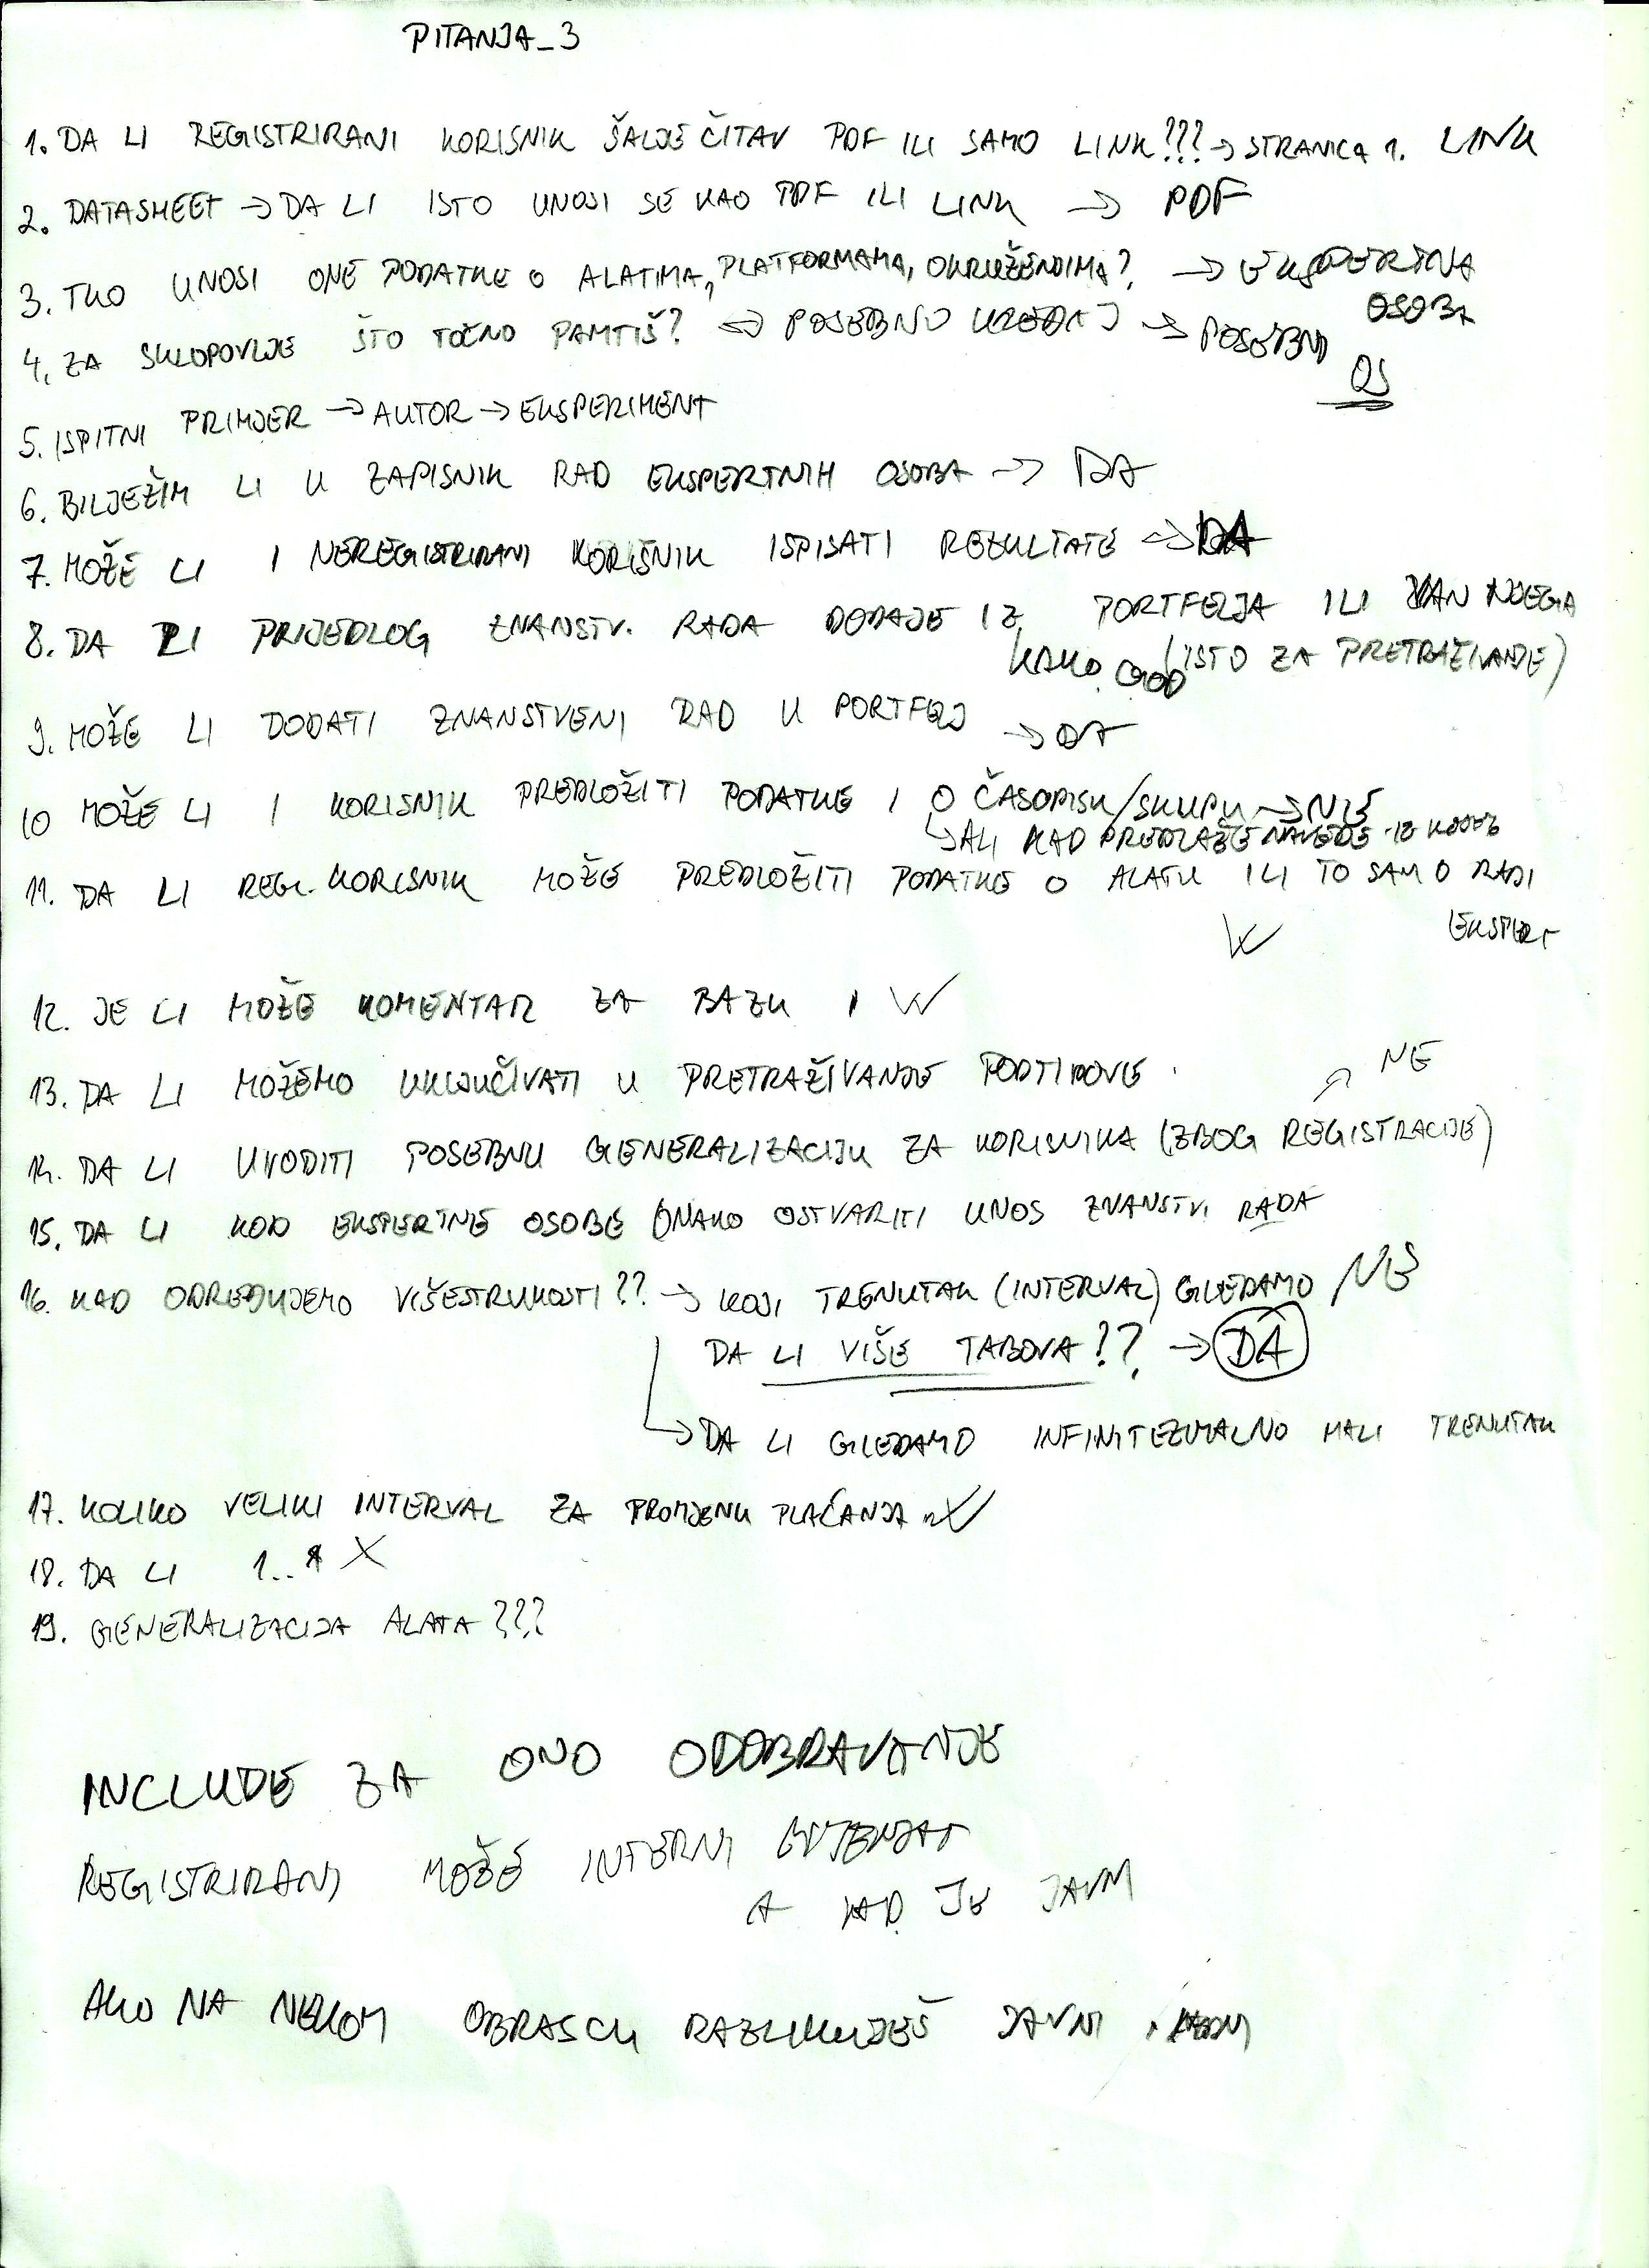 PITANJA_3
1. DA LI REGISTRIRANI KORISNIK ŠALJE ČITAV PDF ILI SAMO LINK??? → STRANICA 1. LINK
2. DATASHEET → DA LI ISTO UNOSI SE KAO PDF ILI LINK → PDF
3. TKO UNOSI ONE PODATKE O ALATIMA, PLATFORMAMA, OKRUŽENJIMA? → EKSPERTNA OSOBA
4. ZA SKLOPOVLJE ŠTO TOČNO PAMTIŠ? → POSEBNO UREĐAJ → POSEBNO OS
5. ISPITNI PRIMJER → AUTOR → EKSPERIMENT
6. BILJEŽIM LI U ZAPISNIK RAD EKSPERTNIH OSOBA → DA
7. MOŽE LI I NEREGISTRIRANI KORISNIK ISPISATI REZULTATE → DA
8. DA LI PRIJEDLOG ZNANSTV. RADA DODAJE IZ PORTFELJA ILI VAN NJEGA
KAKO GOD (ISTO ZA PRETRAŽIVANJE)
9. MOŽE LI DODATI ZNANSTVENI RAD U PORTFELJ → DA
10 MOŽE LI I KORISNIK PREDLOŽITI PODATKE I O ČASOPISU/SKUPU → NE
→ ALI KAD PREDLAŽE NAVEDE IZ KOJEG
11. DA LI REG. KORISNIK MOŽE PREDLOŽITI PODATKE O ALATU ILI TO SAMO RADI
EKSPERT
12. JE LI MOŽE KOMENTAR ZA BAZU
13. DA LI MOŽEMO UKLJUČIVATI U PRETRAŽIVANJE PODTIPOVE
→ NE
14. DA LI UVODITI POSEBNU GENERALIZACIJU ZA KORISNIKA (ZBOG REGISTRACIJE)
15. DA LI KOD EKSPERTNE OSOBE ONAKO OSTVARITI UNOS ZNANSTV. RADA
16. KAD ODREĐUJEMO VIŠESTRUKOSTI?? → KOJI TRENUTAK (INTERVAL) GLEDAMO NE
DA LI VIŠE TABOVA?? → DA
→ DA LI GLEDAMO INFINITEZIMALNO MALI TRENUTAK
17. KOLIKO VELIKI INTERVAL ZA PROMJENU PLAĆANJA
18. DA LI 1..* X
19. GENERALIZACIJA ALATA???
INCLUDE ZA ONO ODOBRAVANJE
REGISTRIRANI MOŽE INTERNI
A KAD JE JAVNI
AKO NA NEKOM OBRASCU RAZLIKUJEŠ JAVNI